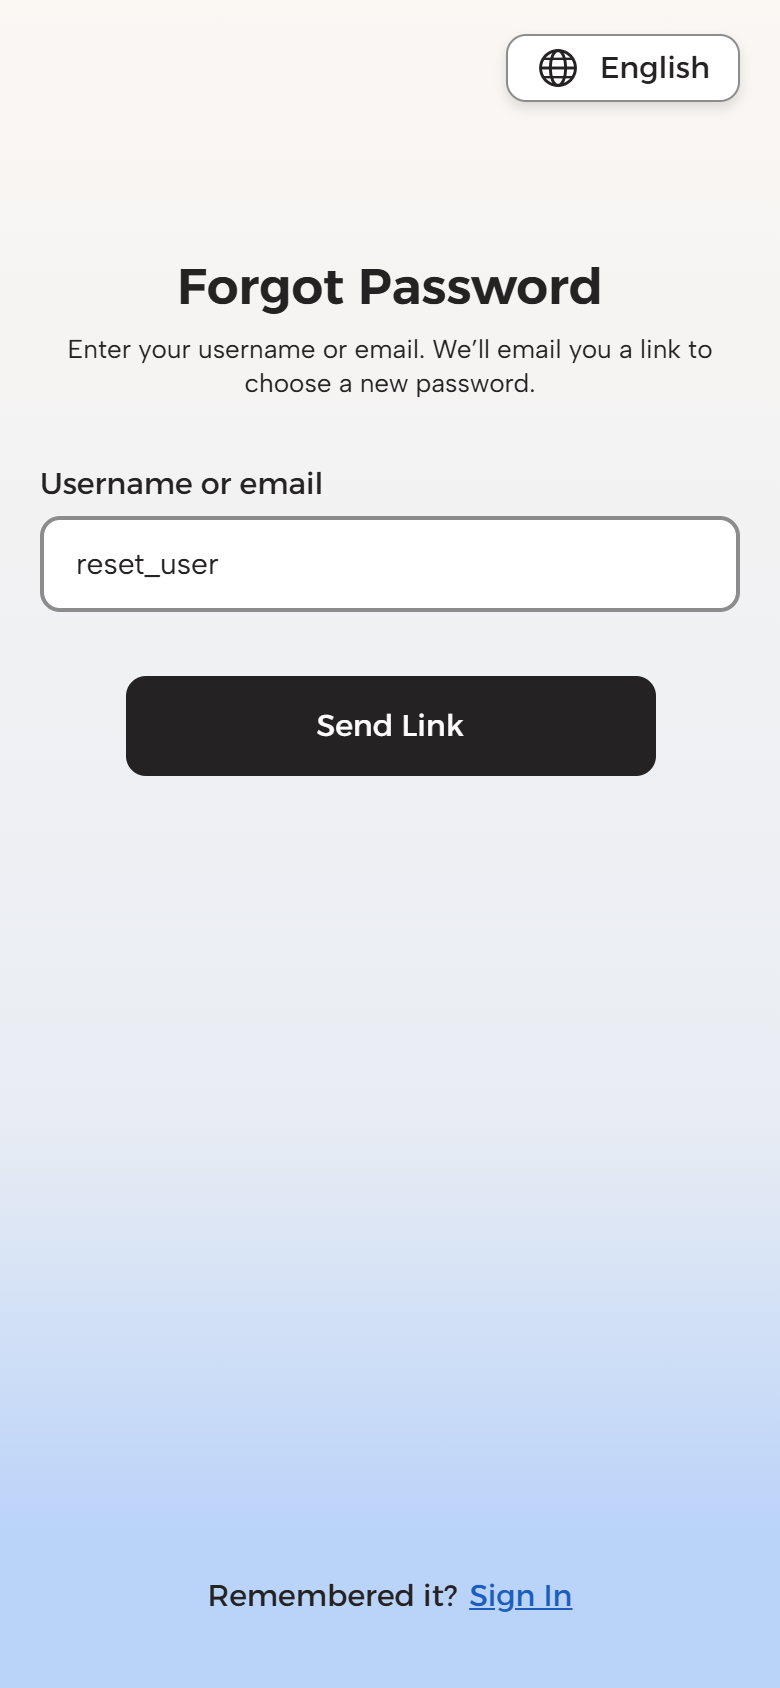 English
Forgot Password
Enter your username or email. We’ll email you a link to
choose a new password.
Username or email
reset_user
Send Link
Remembered it? Sign In